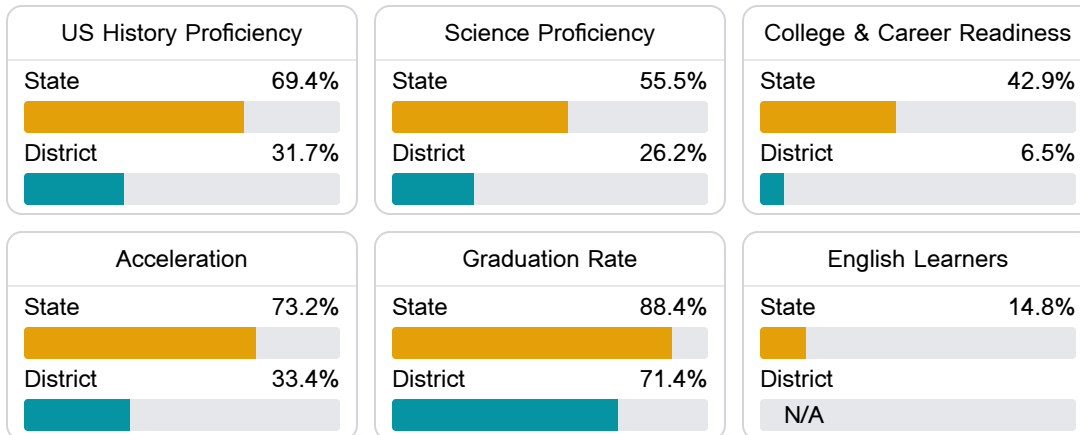 US History Proficiency
State 69.4%
District 31.7%
Science Proficiency
State 55.5%
District 26.2%
College & Career Readiness
State 42.9%
District 6.5%
Acceleration
State 73.2%
District 33.4%
Graduation Rate
State 88.4%
District 71.4%
English Learners
State 14.8%
District
N/A